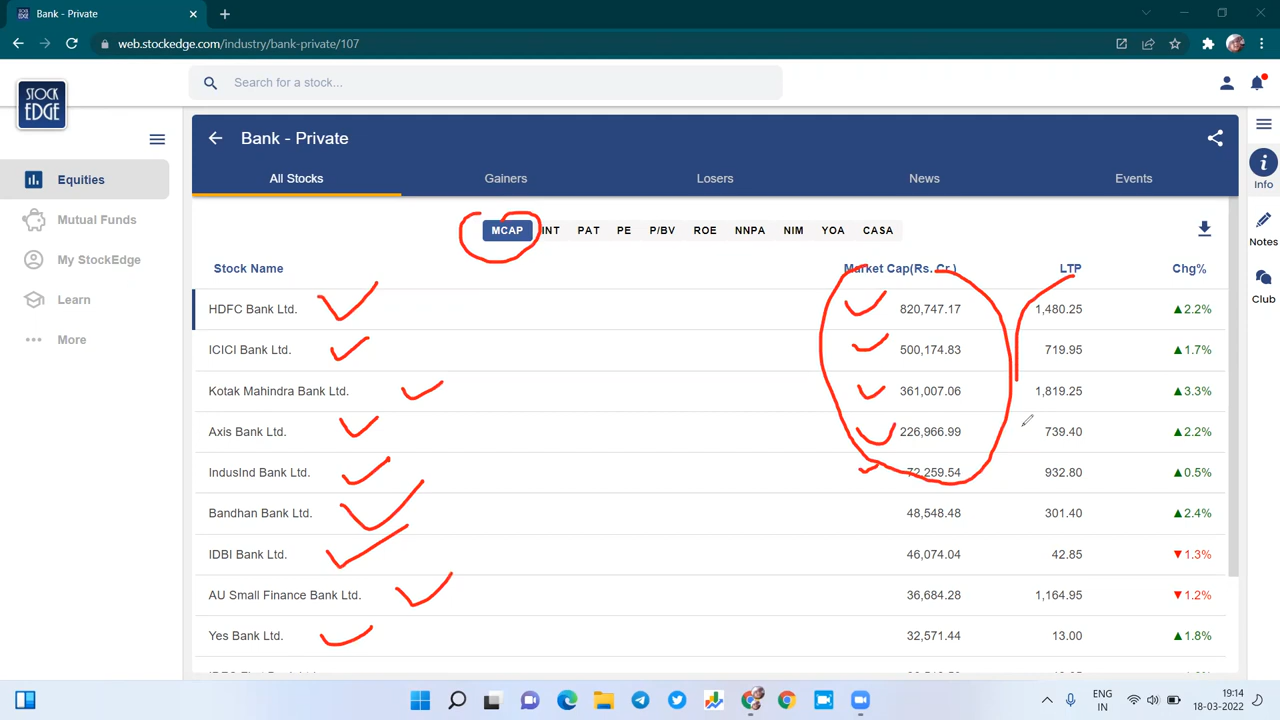 Bank - Private
web.stockedge.com/industry/bank-private/107
STOCK EDGE
Search for a stock...
Bank - Private
All Stocks Gainers Losers News Events
Info
Equities
Mutual Funds
Notes
MCAP INT PAT PE P/BV ROE NNPA NIM YOA CASA
My StockEdge
Stock Name Market Cap(Rs. Cr.) LTP Chg%
Learn
Club
HDFC Bank Ltd. 820,747.17 1,480.25 ▲2.2%
More
ICICI Bank Ltd. 500,174.83 719.95 ▲1.7%
Kotak Mahindra Bank Ltd. 361,007.06 1,819.25 ▲3.3%
Axis Bank Ltd. 226,966.99 739.40 ▲2.2%
IndusInd Bank Ltd. 72,259.54 932.80 ▲0.5%
Bandhan Bank Ltd. 48,548.48 301.40 ▲2.4%
IDBI Bank Ltd. 46,074.04 42.85 ▼1.3%
AU Small Finance Bank Ltd. 36,684.28 1,164.95 ▼1.2%
Yes Bank Ltd. 32,571.44 13.00 ▲1.8%
ENG
IN
19:14
18-03-2022